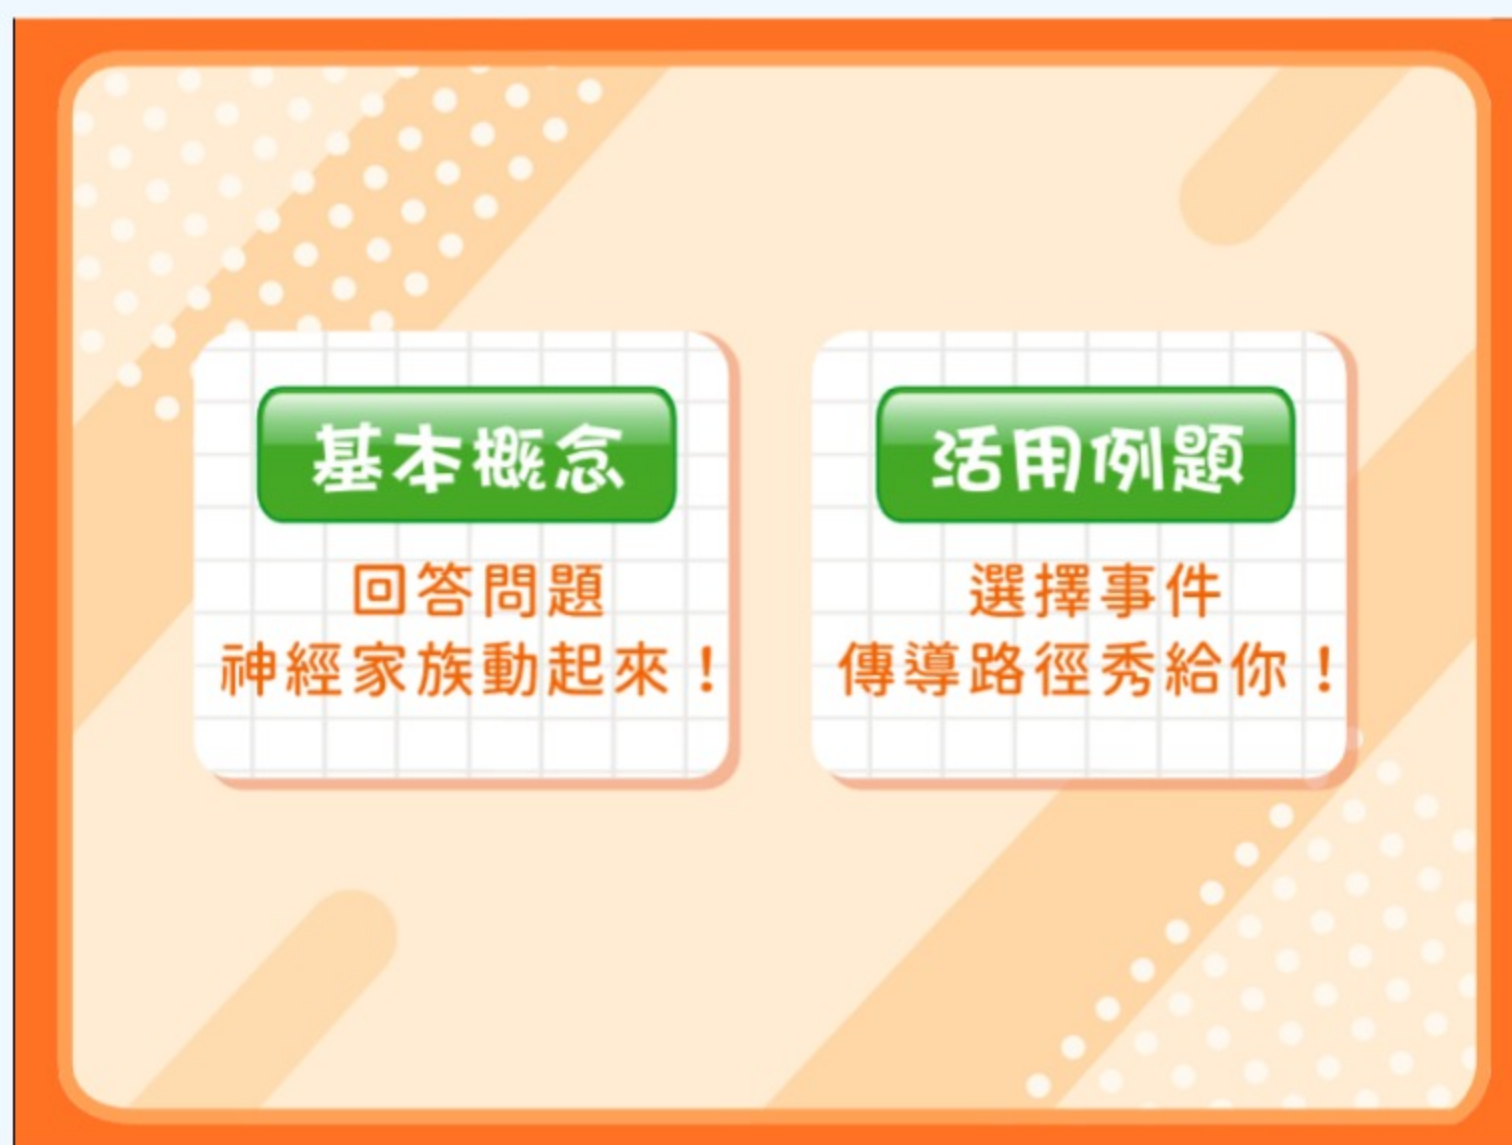 基本概念
回答問題
神經家族動起來！
活用例題
選擇事件
傳導路徑秀給你！